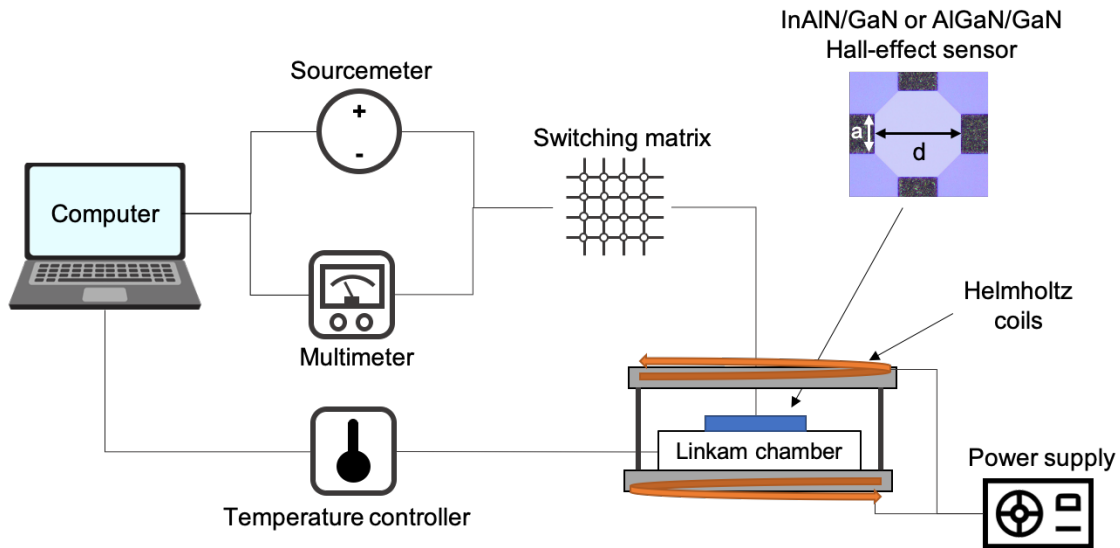 InAlN/GaN or AlGaN/GaN
Hall-effect sensor
Sourcemeter
+
-
Switching matrix
a
d
Computer
Helmholtz
coils
Multimeter
Linkam chamber
Power supply
Temperature controller